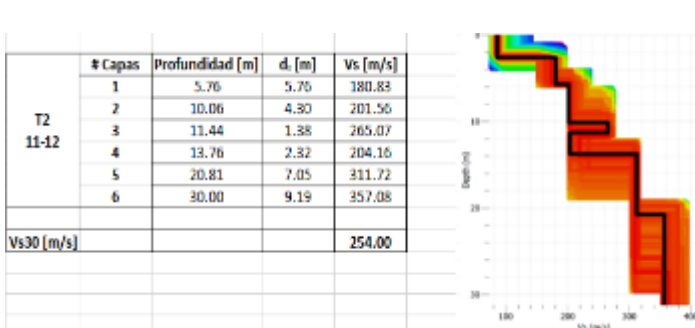 # Capas Profundidad [m] dᵢ [m] Vs [m/s]
T2
11-12
1 5.76 5.76 180.83
2 10.06 4.30 201.56
3 11.44 1.38 265.07
4 13.76 2.32 204.16
5 20.81 7.05 311.72
6 30.00 9.19 357.08
Vs30 [m/s] 254.00
0
10
20
30
Depth (m)
100 200 300 400
Vs (m/s)